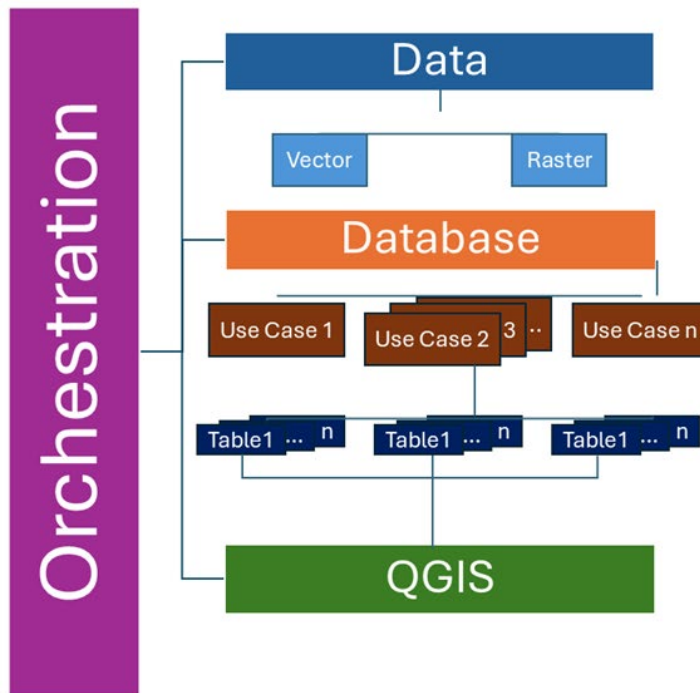 Orchestration
Data
Vector
Raster
Database
Use Case 1
Use Case 2
3
..
Use Case n
Table1 ... n
Table1 ... n
Table1 ... n
QGIS